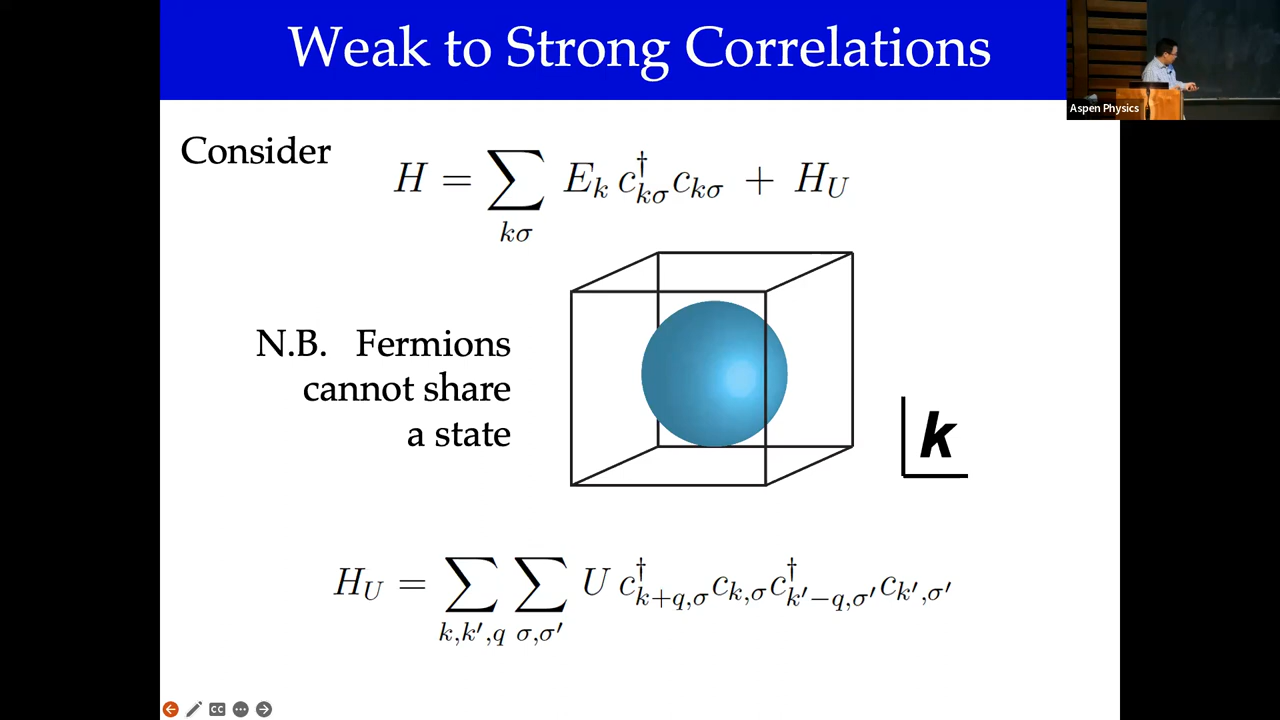 Weak to Strong Correlations
Aspen Physics
Consider
H = ∑_{kσ} E_k c†_{kσ} c_{kσ} + H_U
N.B. Fermions
cannot share
a state
k
H_U = ∑_{k,k′,q} ∑_{σ,σ′} U c†_{k+q,σ} c_{k,σ} c†_{k′−q,σ′} c_{k′,σ′}
CC